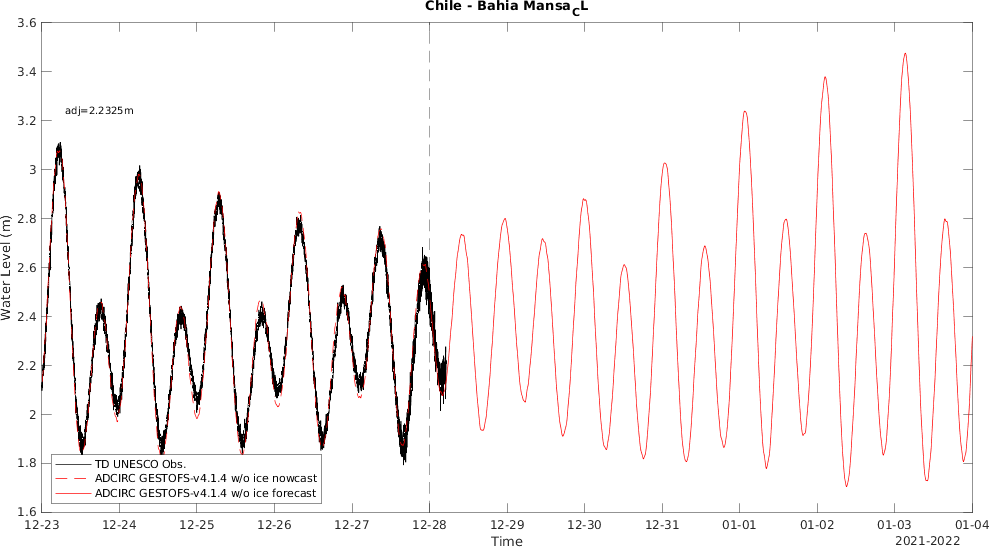 Chile - Bahia Mansa_CL
3.6
3.4
adj=2.2325m
3.2
3
2.8
2.6
2.4
2.2
2
1.8
1.6
Water Level (m)
TD UNESCO Obs.
ADCIRC GESTOFS-v4.1.4 w/o ice nowcast
ADCIRC GESTOFS-v4.1.4 w/o ice forecast
12-23 12-24 12-25 12-26 12-27 12-28 12-29 12-30 12-31 01-01 01-02 01-03 01-04
Time
2021-2022